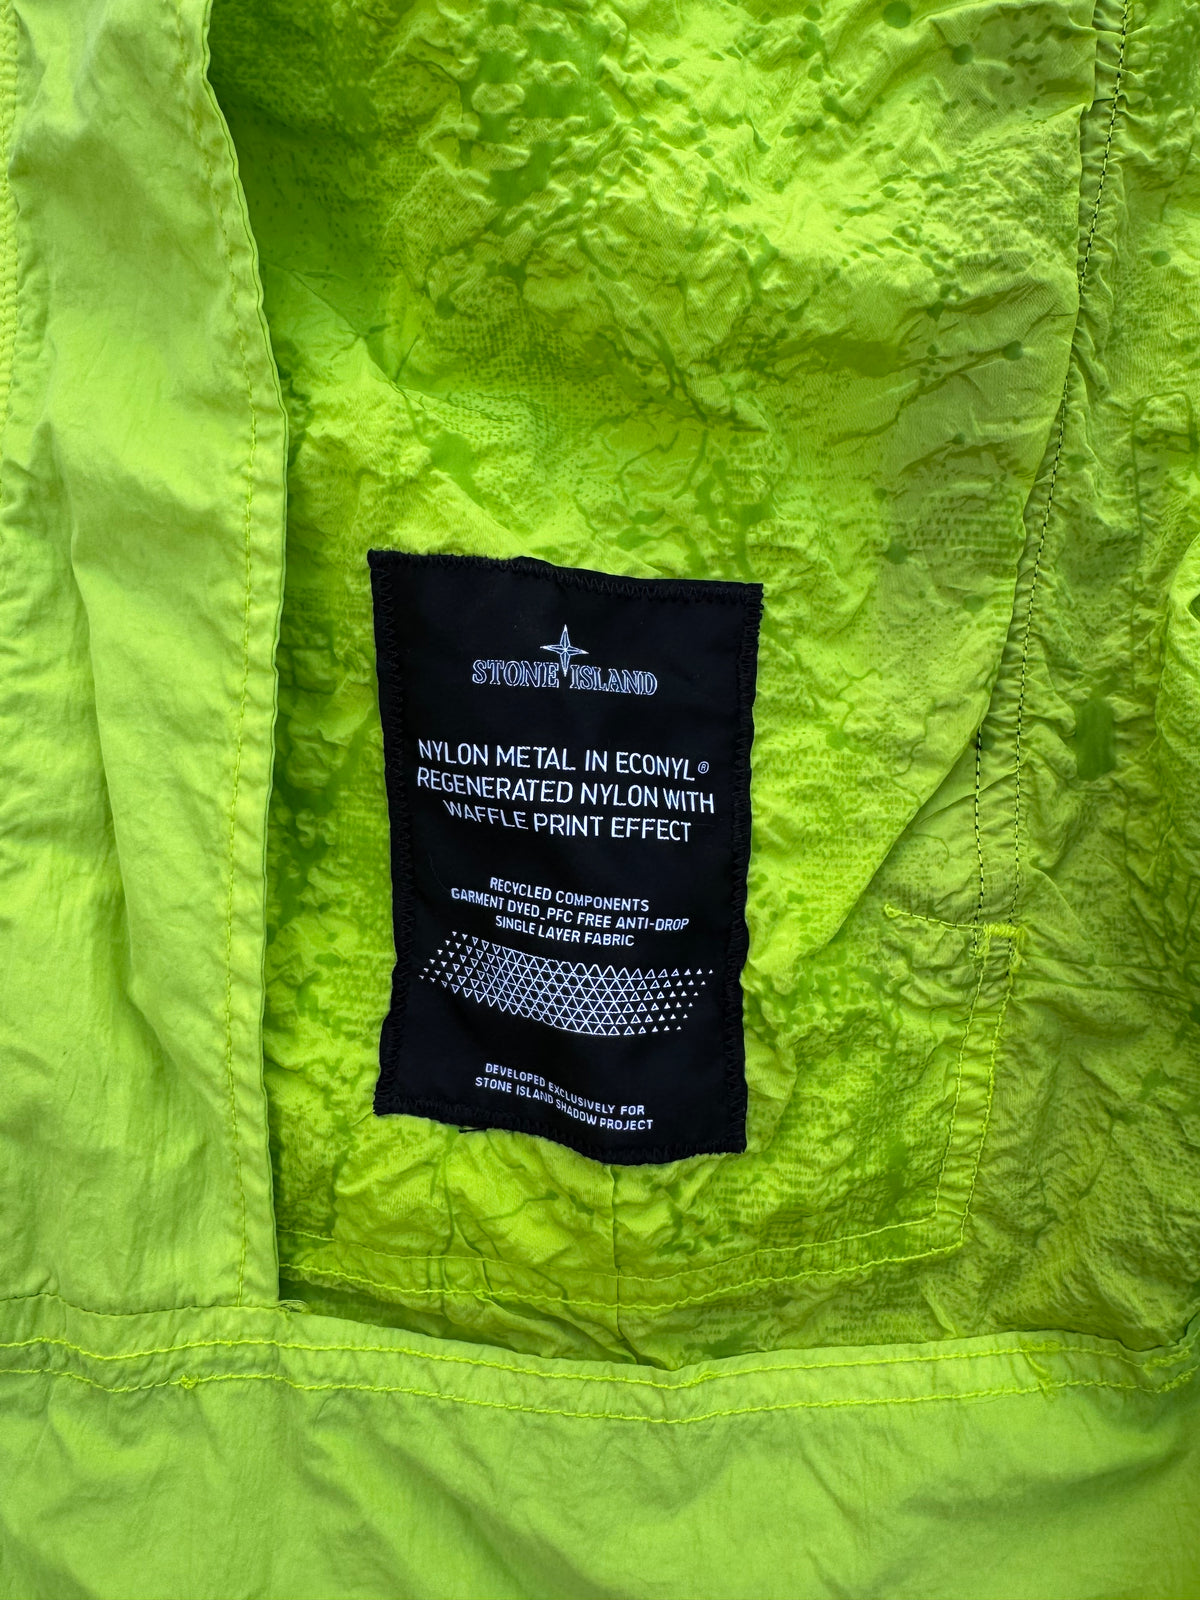 STONE ISLAND
NYLON METAL IN ECONYL®
REGENERATED NYLON WITH
WAFFLE PRINT EFFECT
RECYCLED COMPONENTS
GARMENT DYED_PFC FREE ANTI-DROP
SINGLE LAYER FABRIC
DEVELOPED EXCLUSIVELY FOR
STONE ISLAND SHADOW PROJECT